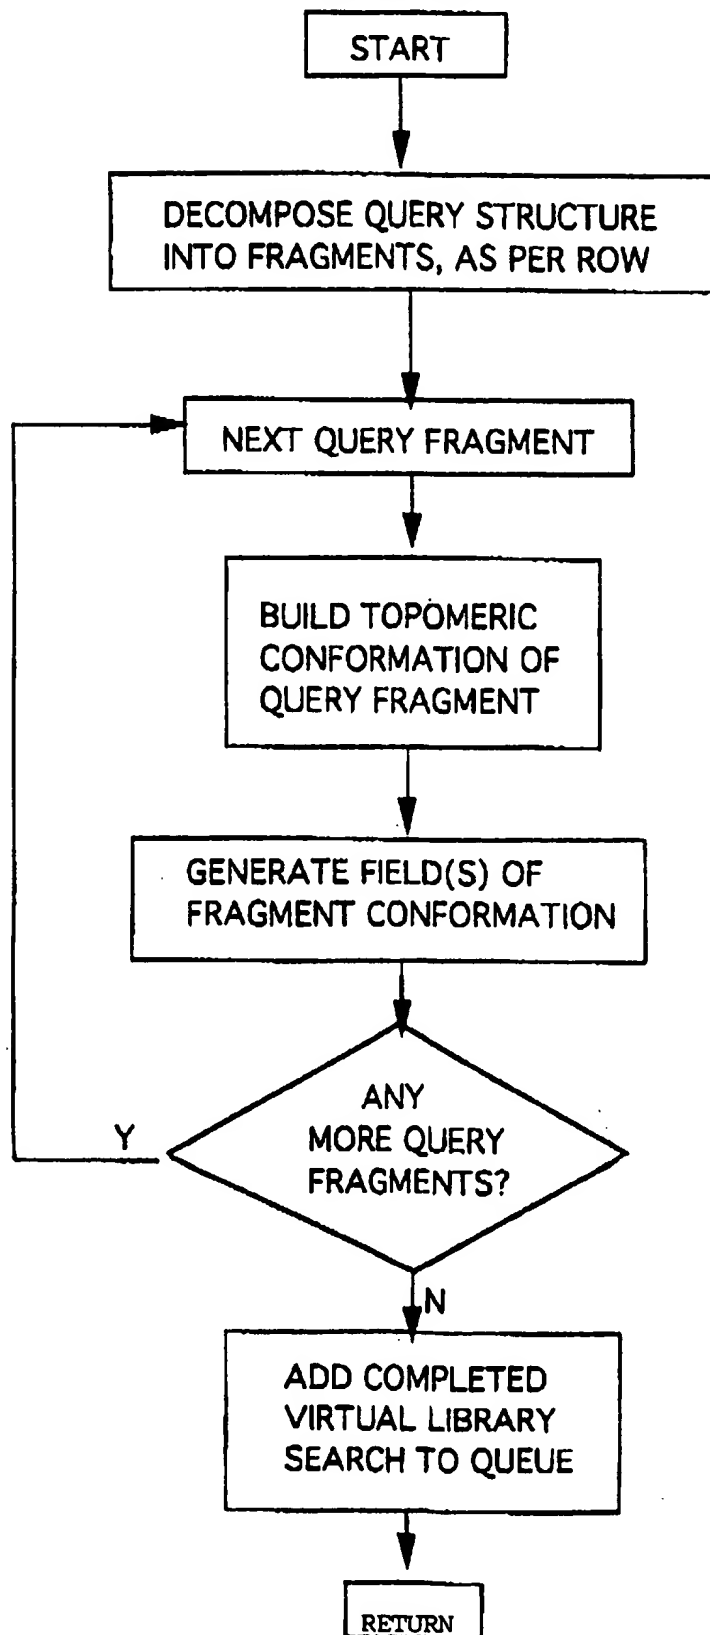 START
DECOMPOSE QUERY STRUCTURE
INTO FRAGMENTS, AS PER ROW
NEXT QUERY FRAGMENT
BUILD TOPOMERIC
CONFORMATION OF
QUERY FRAGMENT
GENERATE FIELD(S) OF
FRAGMENT CONFORMATION
ANY
MORE QUERY
FRAGMENTS?
Y
N
ADD COMPLETED
VIRTUAL LIBRARY
SEARCH TO QUEUE
RETURN